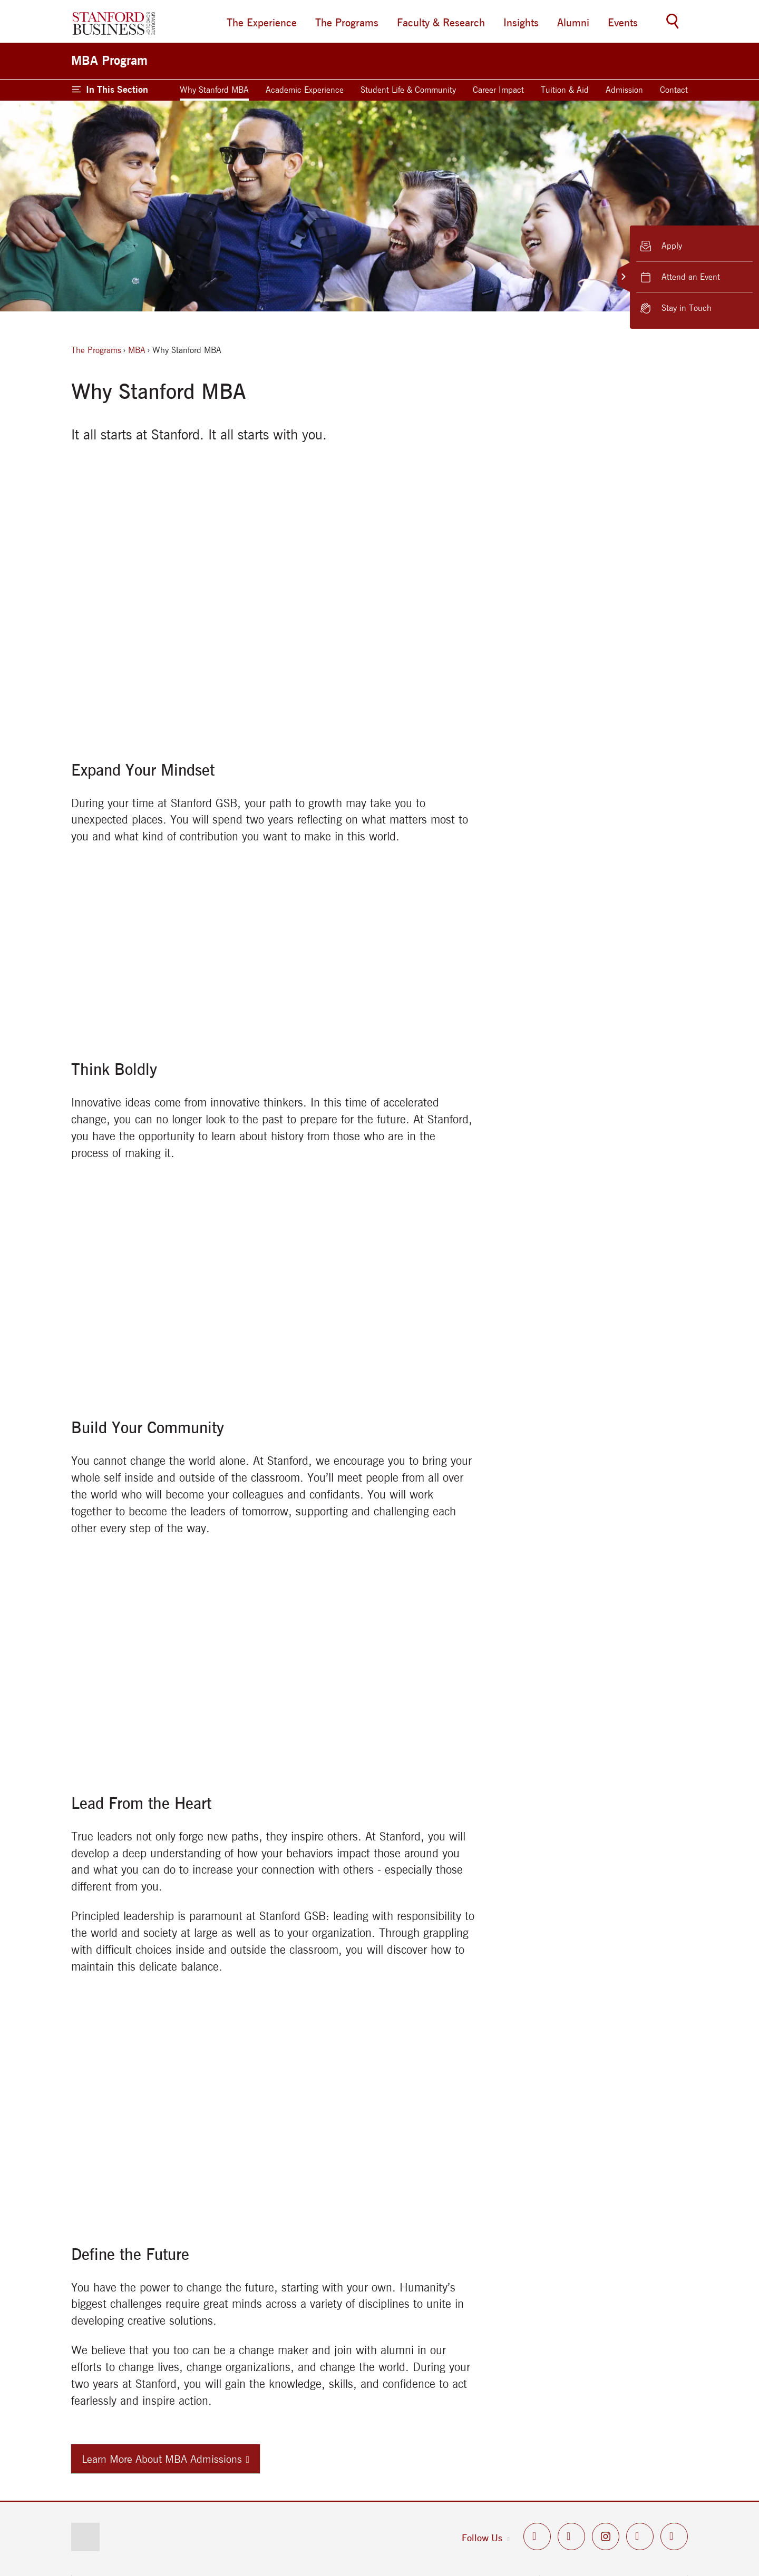 STANFORD
BUSINESS
GRADUATE
SCHOOL OF
The Experience
The Programs
Faculty & Research
Insights
Alumni
Events
MBA Program
In This Section
Why Stanford MBA
Academic Experience
Student Life & Community
Career Impact
Tuition & Aid
Admission
Contact
Apply
Attend an Event
Stay in Touch
The Programs › MBA › Why Stanford MBA
Why Stanford MBA
It all starts at Stanford. It all starts with you.
Expand Your Mindset
During your time at Stanford GSB, your path to growth may take you to
unexpected places. You will spend two years reflecting on what matters most to
you and what kind of contribution you want to make in this world.
Think Boldly
Innovative ideas come from innovative thinkers. In this time of accelerated
change, you can no longer look to the past to prepare for the future. At Stanford,
you have the opportunity to learn about history from those who are in the
process of making it.
Build Your Community
You cannot change the world alone. At Stanford, we encourage you to bring your
whole self inside and outside of the classroom. You’ll meet people from all over
the world who will become your colleagues and confidants. You will work
together to become the leaders of tomorrow, supporting and challenging each
other every step of the way.
Lead From the Heart
True leaders not only forge new paths, they inspire others. At Stanford, you will
develop a deep understanding of how your behaviors impact those around you
and what you can do to increase your connection with others - especially those
different from you.
Principled leadership is paramount at Stanford GSB: leading with responsibility to
the world and society at large as well as to your organization. Through grappling
with difficult choices inside and outside the classroom, you will discover how to
maintain this delicate balance.
Define the Future
You have the power to change the future, starting with your own. Humanity’s
biggest challenges require great minds across a variety of disciplines to unite in
developing creative solutions.
We believe that you too can be a change maker and join with alumni in our
efforts to change lives, change organizations, and change the world. During your
two years at Stanford, you will gain the knowledge, skills, and confidence to act
fearlessly and inspire action.
Learn More About MBA Admissions
Follow Us